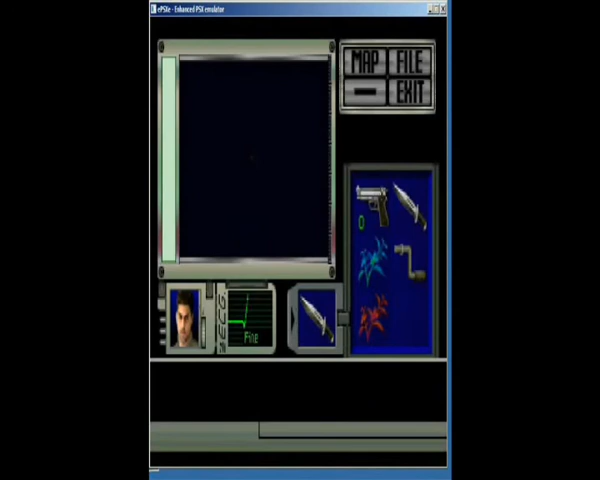 ePSXe - Enhanced PSX emulator
MAP FILE
EXIT
0
ECG
Fine